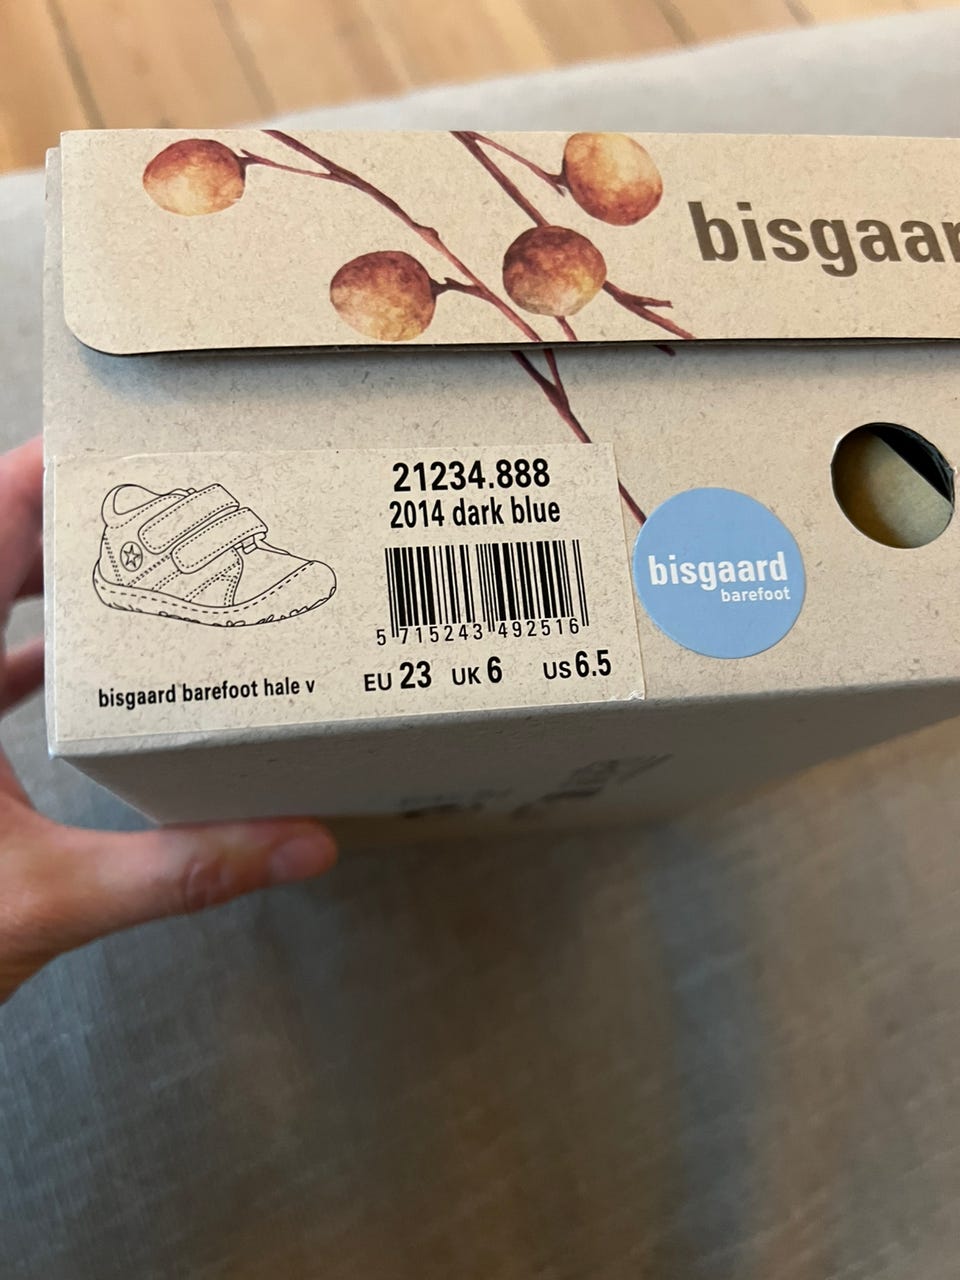 bisgaar
21234.888
2014 dark blue
5 715243 492516
EU 23 UK 6 US 6.5
bisgaard barefoot hale v
bisgaard
barefoot